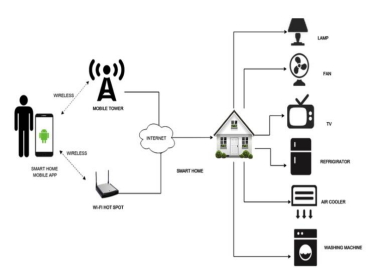 LAMP
FAN
WIRELESS
MOBILE TOWER
TV
INTERNET
WIRELESS
SMART HOME
MOBILE APP
SMART HOME
REFRIGIRATOR
WI-FI HOT SPOT
AIR COOLER
WASHING MACHINE